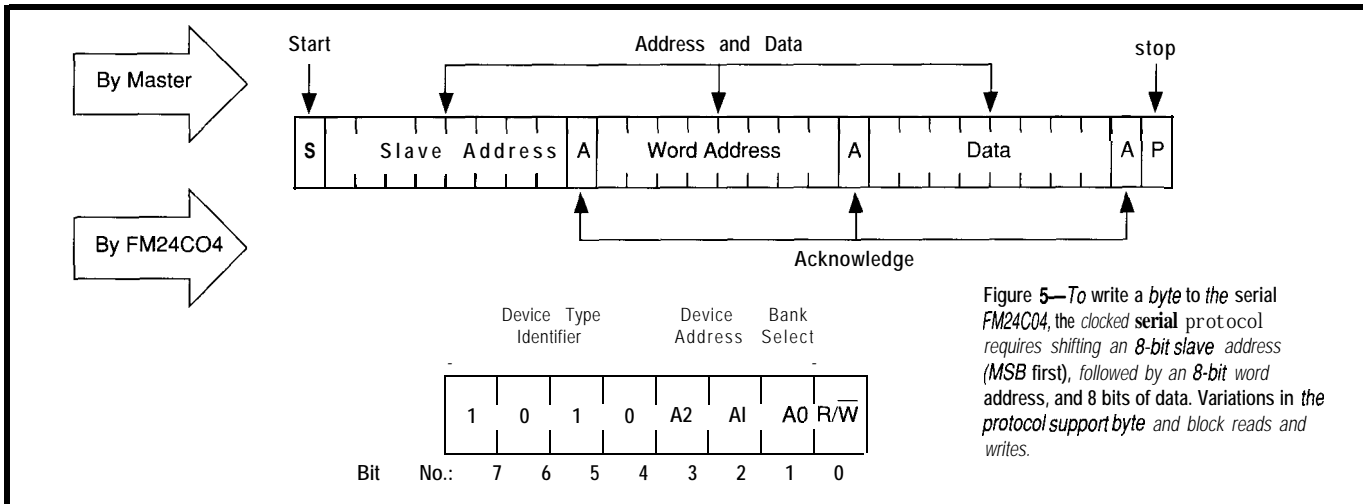 Start
Address and Data
stop
By Master
S Slave Address A Word Address A Data A P
By FM24CO4
Acknowledge
Device Type Device Bank
Identifier Address Select
1 0 1 0 A2 AI A0 R/W̅
Bit No.: 7 6 5 4 3 2 1 0
Figure 5—To write a byte to the serial
FM24C04, the clocked serial protocol
requires shifting an 8-bit slave address
(MSB first), followed by an 8-bit word
address, and 8 bits of data. Variations in the
protocol support byte and block reads and
writes.